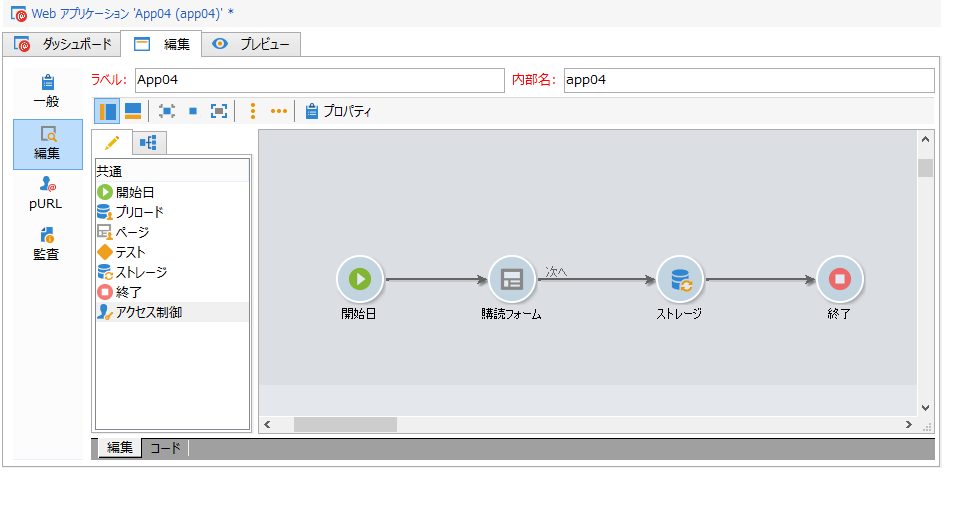 Web アプリケーション 'App04 (app04)' *
ダッシュボード 編集 プレビュー
ラベル: App04 内部名: app04
一般
編集
pURL
監査
プロパティ
共通
開始日
プリロード
ページ
テスト
ストレージ
終了
アクセス制御
次へ
開始日 購読フォーム ストレージ 終了
編集 コード